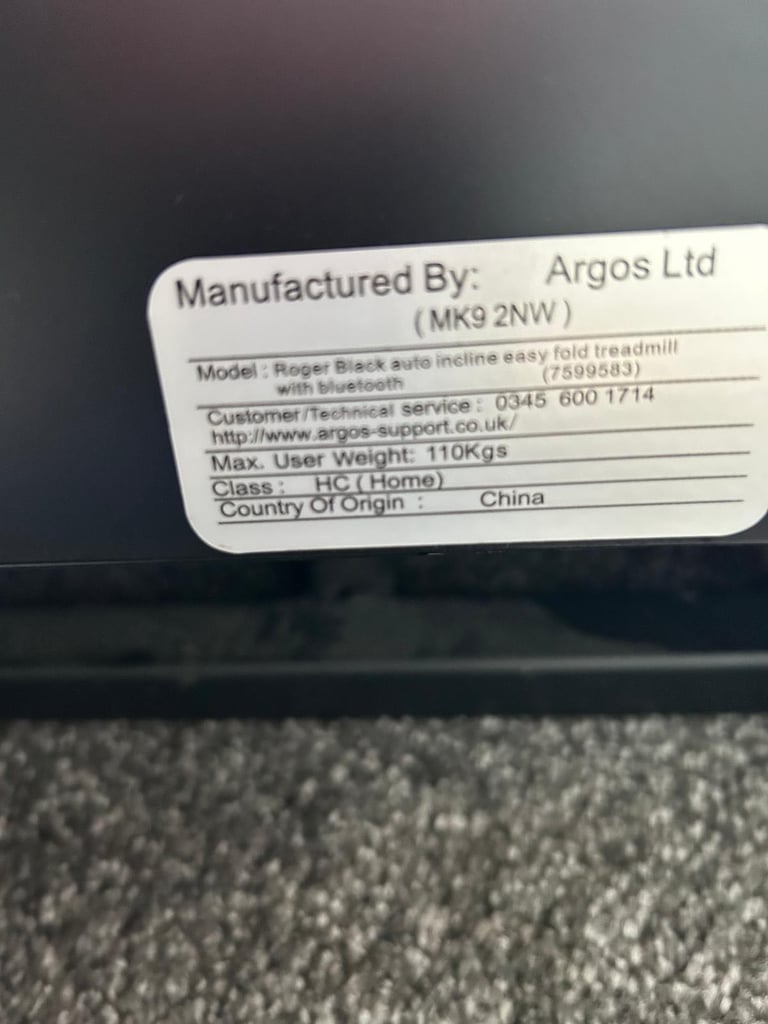 Manufactured By: Argos Ltd
( MK9 2NW )
Model : Roger Black auto incline easy fold treadmill
with bluetooth (7599583)
Customer/Technical service : 0345 600 1714
http://www.argos-support.co.uk/
Max. User Weight: 110Kgs
Class : HC ( Home)
Country Of Origin : China